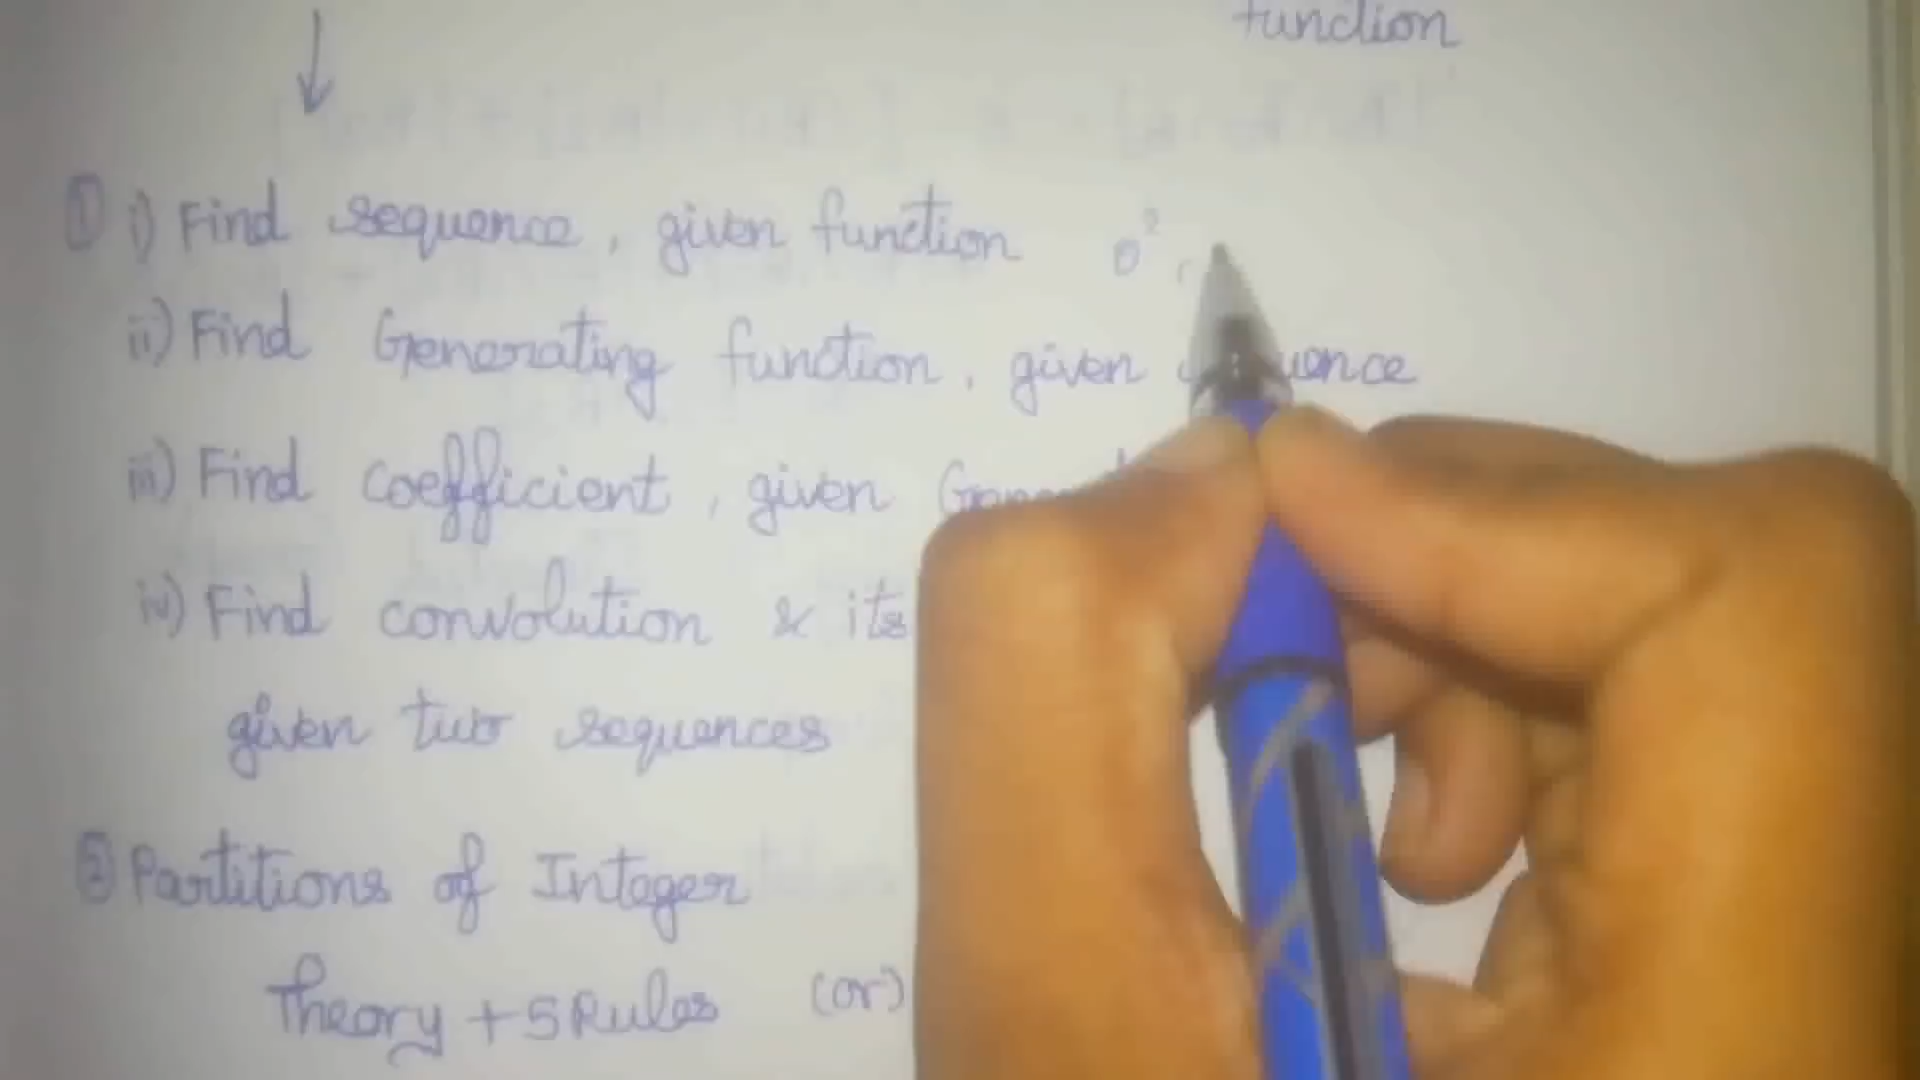 function
① i) Find sequence, given function 0²,
ii) Find Generating function, given
iii) Find coefficient, given
iv) Find convolution & its
given two sequences
② Partitions of Integer
Theory + 5 Rules (or)